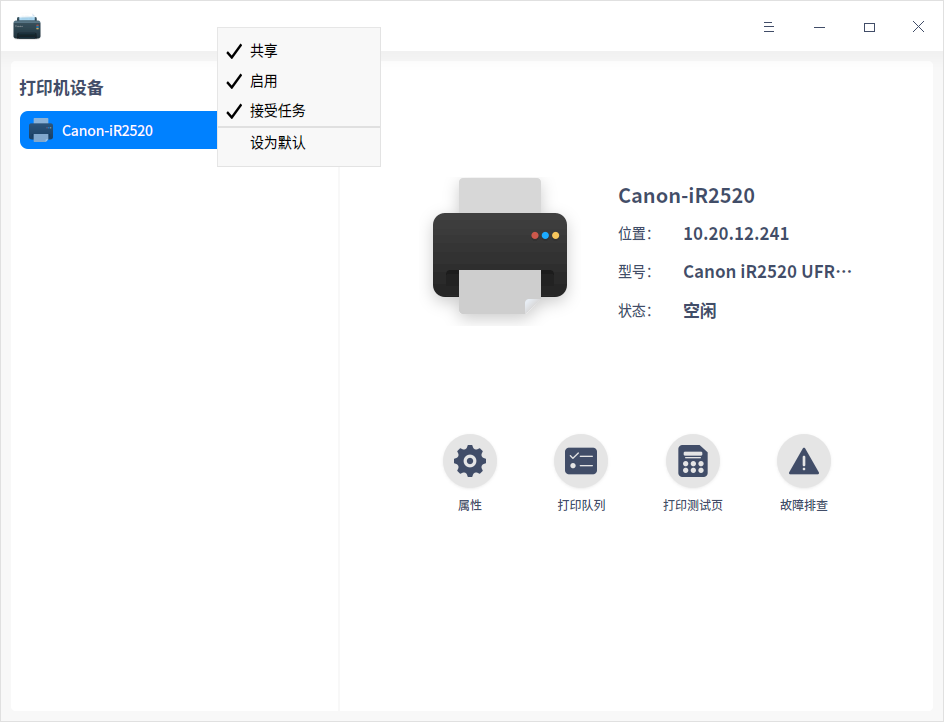 共享
启用
接受任务
设为默认
打印机设备
Canon-iR2520
Canon-iR2520
位置： 10.20.12.241
型号： Canon iR2520 UFR···
状态： 空闲
属性
打印队列
打印测试页
故障排查